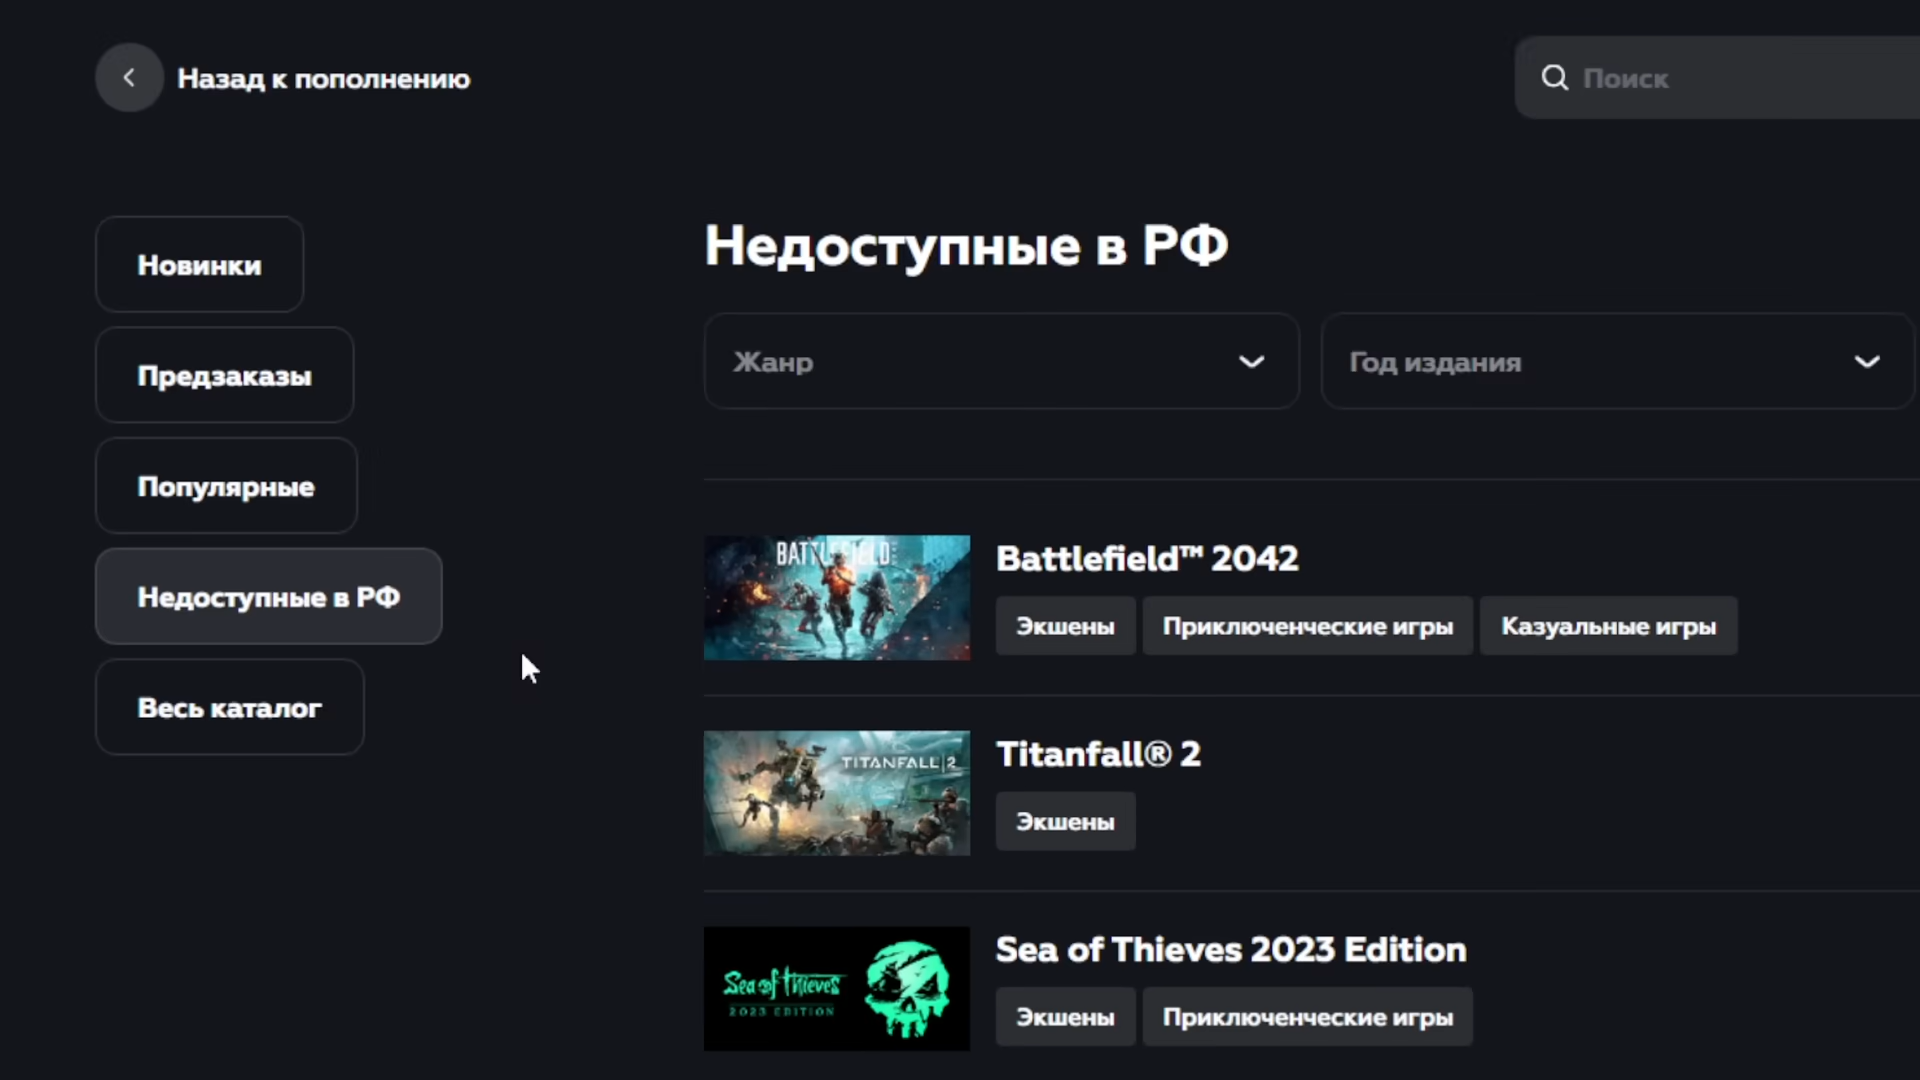 Назад к пополнению
Поиск
Новинки
Предзаказы
Популярные
Недоступные в РФ
Весь каталог
Недоступные в РФ
Жанр
Год издания
BATTLEFIELD
Battlefield™ 2042
Экшены
Приключенческие игры
Казуальные игры
TITANFALL|2
Titanfall® 2
Экшены
Sea of Thieves
2023 EDITION
Sea of Thieves 2023 Edition
Экшены
Приключенческие игры